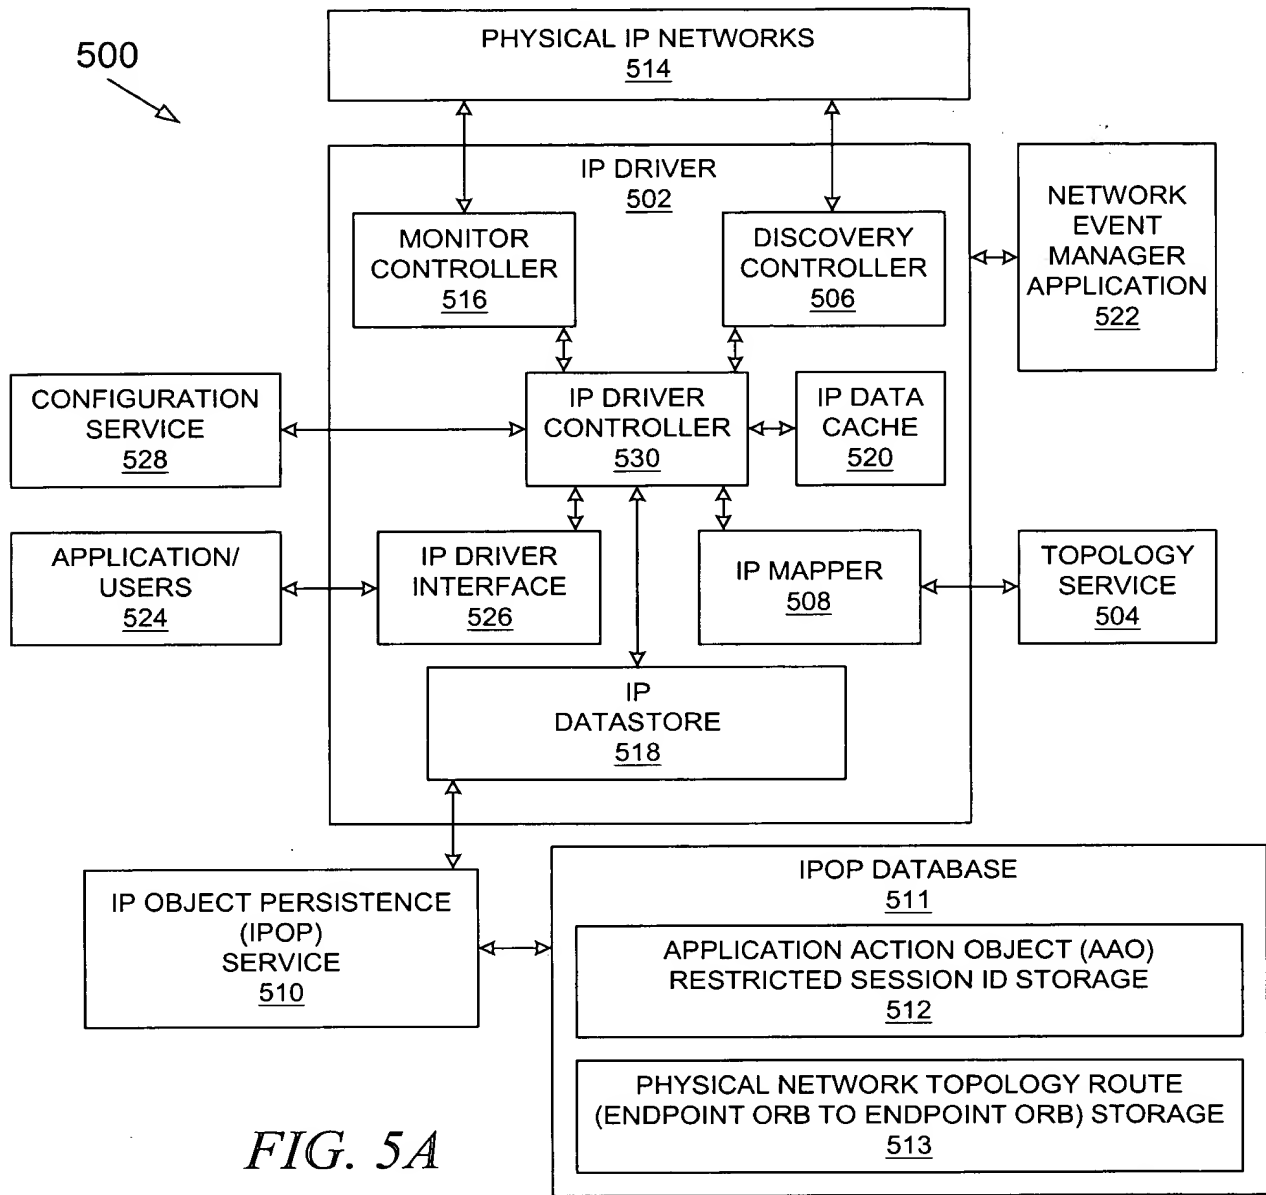 500
PHYSICAL IP NETWORKS
514
IP DRIVER
502
MONITOR
CONTROLLER
516
DISCOVERY
CONTROLLER
506
NETWORK
EVENT
MANAGER
APPLICATION
522
CONFIGURATION
SERVICE
528
IP DRIVER
CONTROLLER
530
IP DATA
CACHE
520
APPLICATION/
USERS
524
IP DRIVER
INTERFACE
526
IP MAPPER
508
TOPOLOGY
SERVICE
504
IP
DATASTORE
518
IP OBJECT PERSISTENCE
(IPOP)
SERVICE
510
IPOP DATABASE
511
APPLICATION ACTION OBJECT (AAO)
RESTRICTED SESSION ID STORAGE
512
PHYSICAL NETWORK TOPOLOGY ROUTE
(ENDPOINT ORB TO ENDPOINT ORB) STORAGE
513
FIG. 5A